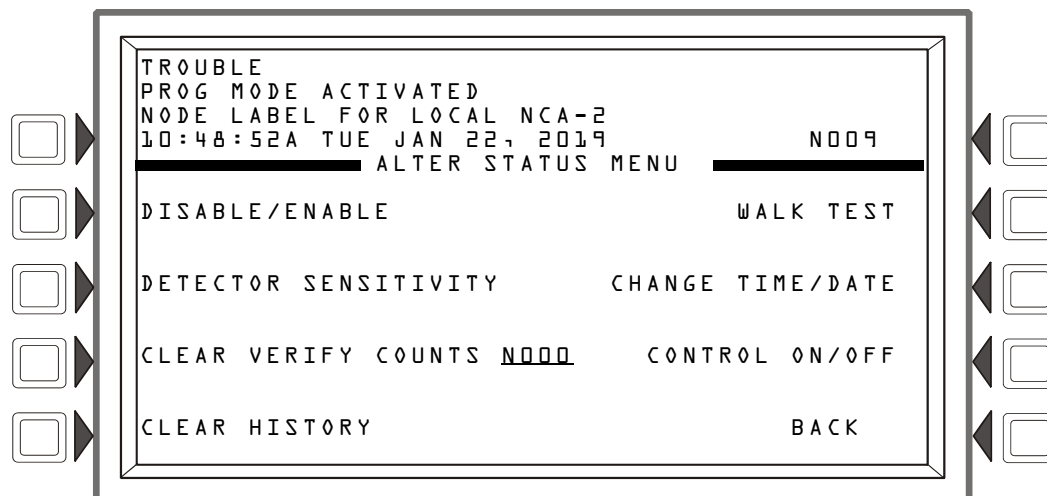 TROUBLE
PROG MODE ACTIVATED
NODE LABEL FOR LOCAL NCA-2
10:48:52A TUE JAN 22, 2019 N009
ALTER STATUS MENU
DISABLE/ENABLE WALK TEST
DETECTOR SENSITIVITY CHANGE TIME/DATE
CLEAR VERIFY COUNTS N000 CONTROL ON/OFF
CLEAR HISTORY BACK